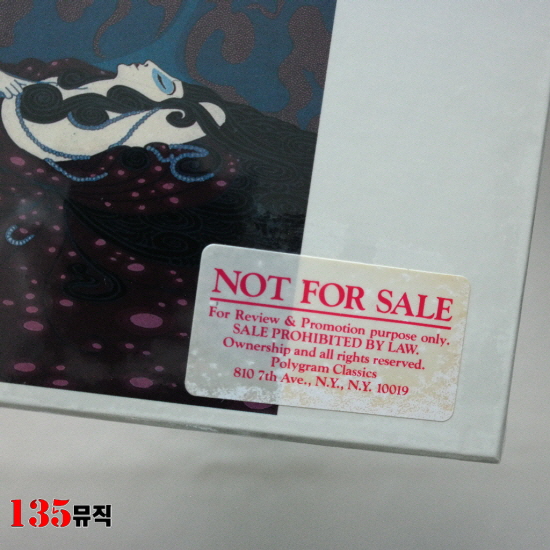 NOT FOR SALE
For Review & Promotion purpose only.
SALE PROHIBITED BY LAW.
Ownership and all rights reserved.
Polygram Classics
810 7th Ave., N.Y., N.Y. 10019
135뮤직